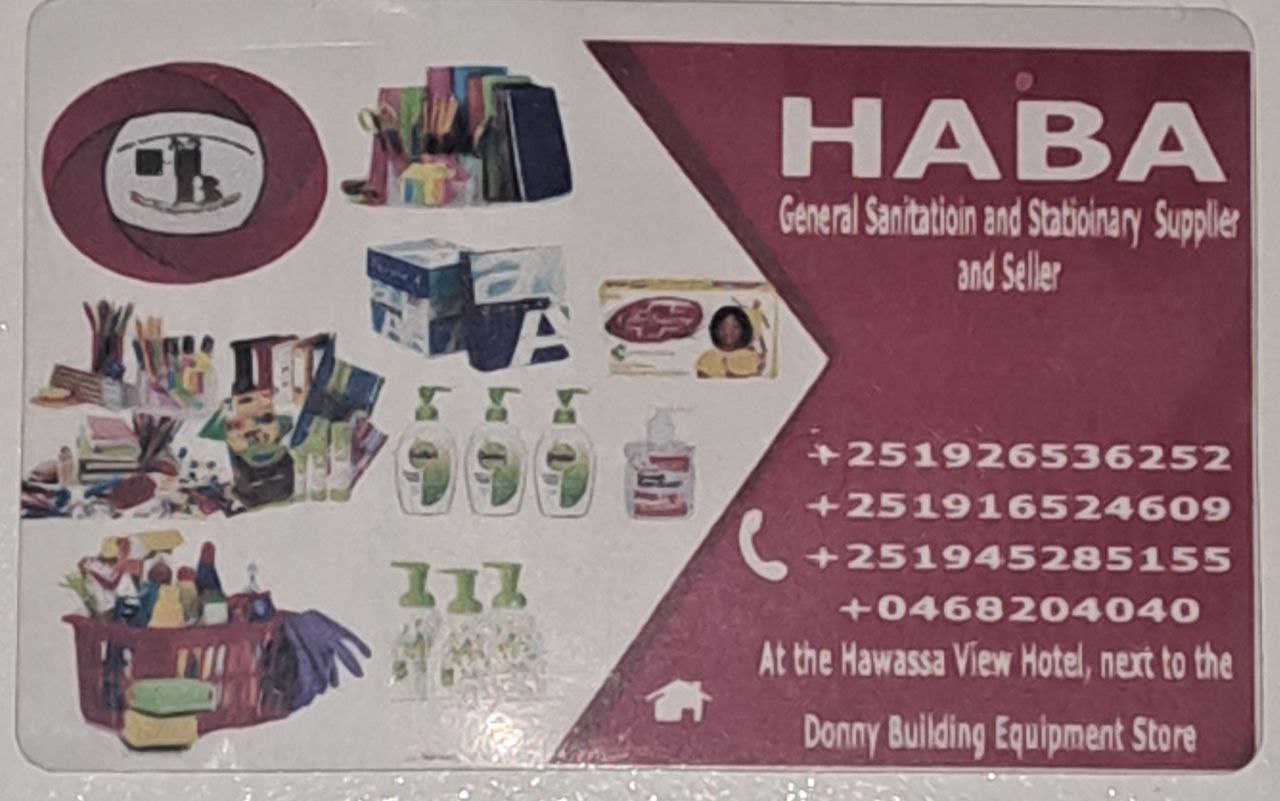 HABA
General Sanitatioin and Statioinary Supplier
and Seller
+251926536252
+251916524609
+251945285155
+0468204040
At the Hawassa View Hotel, next to the
Donny Building Equipment Store
A
A